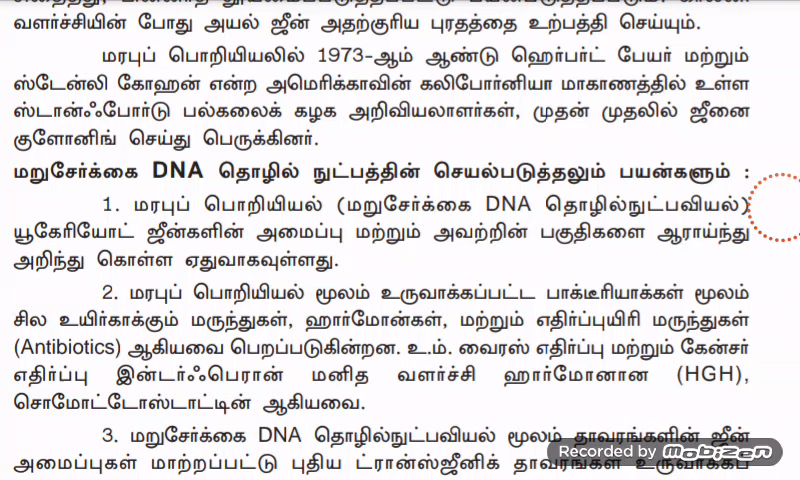 வளர்ச்சியின் போது அயல் ஜீன் அதற்குரிய புரதத்தை உற்பத்தி செய்யும்.
மரபுப் பொறியியலில் 1973-ஆம் ஆண்டு ஹெர்பர்ட் பேயர் மற்றும்
ஸ்டேன்லி கோஹன் என்ற அமெரிக்காவின் கலிபோர்னியா மாகாணத்தில் உள்ள
ஸ்டான்ஃபோர்டு பல்கலைக் கழக அறிவியலாளர்கள், முதன் முதலில் ஜீனை
குளோனிங் செய்து பெருக்கினர்.
மறுசேர்க்கை DNA தொழில் நுட்பத்தின் செயல்படுத்தலும் பயன்களும் :
1. மரபுப் பொறியியல் (மறுசேர்க்கை DNA தொழில்நுட்பவியல்)
யூகேரியோட் ஜீன்களின் அமைப்பு மற்றும் அவற்றின் பகுதிகளை ஆராய்ந்து
அறிந்து கொள்ள ஏதுவாகவுள்ளது.
2. மரபுப் பொறியியல் மூலம் உருவாக்கப்பட்ட பாக்டீரியாக்கள் மூலம்
சில உயிர்காக்கும் மருந்துகள், ஹார்மோன்கள், மற்றும் எதிர்ப்புயிரி மருந்துகள்
(Antibiotics) ஆகியவை பெறப்படுகின்றன. உ.ம். வைரஸ் எதிர்ப்பு மற்றும் கேன்சர்
எதிர்ப்பு இன்டர்ஃபெரான் மனித வளர்ச்சி ஹார்மோனான (HGH),
சொமோட்டோஸ்டாட்டின் ஆகியவை.
3. மறுசேர்க்கை DNA தொழில்நுட்பவியல் மூலம் தாவரங்களின் ஜீன்
அமைப்புகள் மாற்றப்பட்டு புதிய ட்ரான்ஸ்ஜீனிக் தாவரங்கள் உருவாக்கப்
Recorded by mobizen